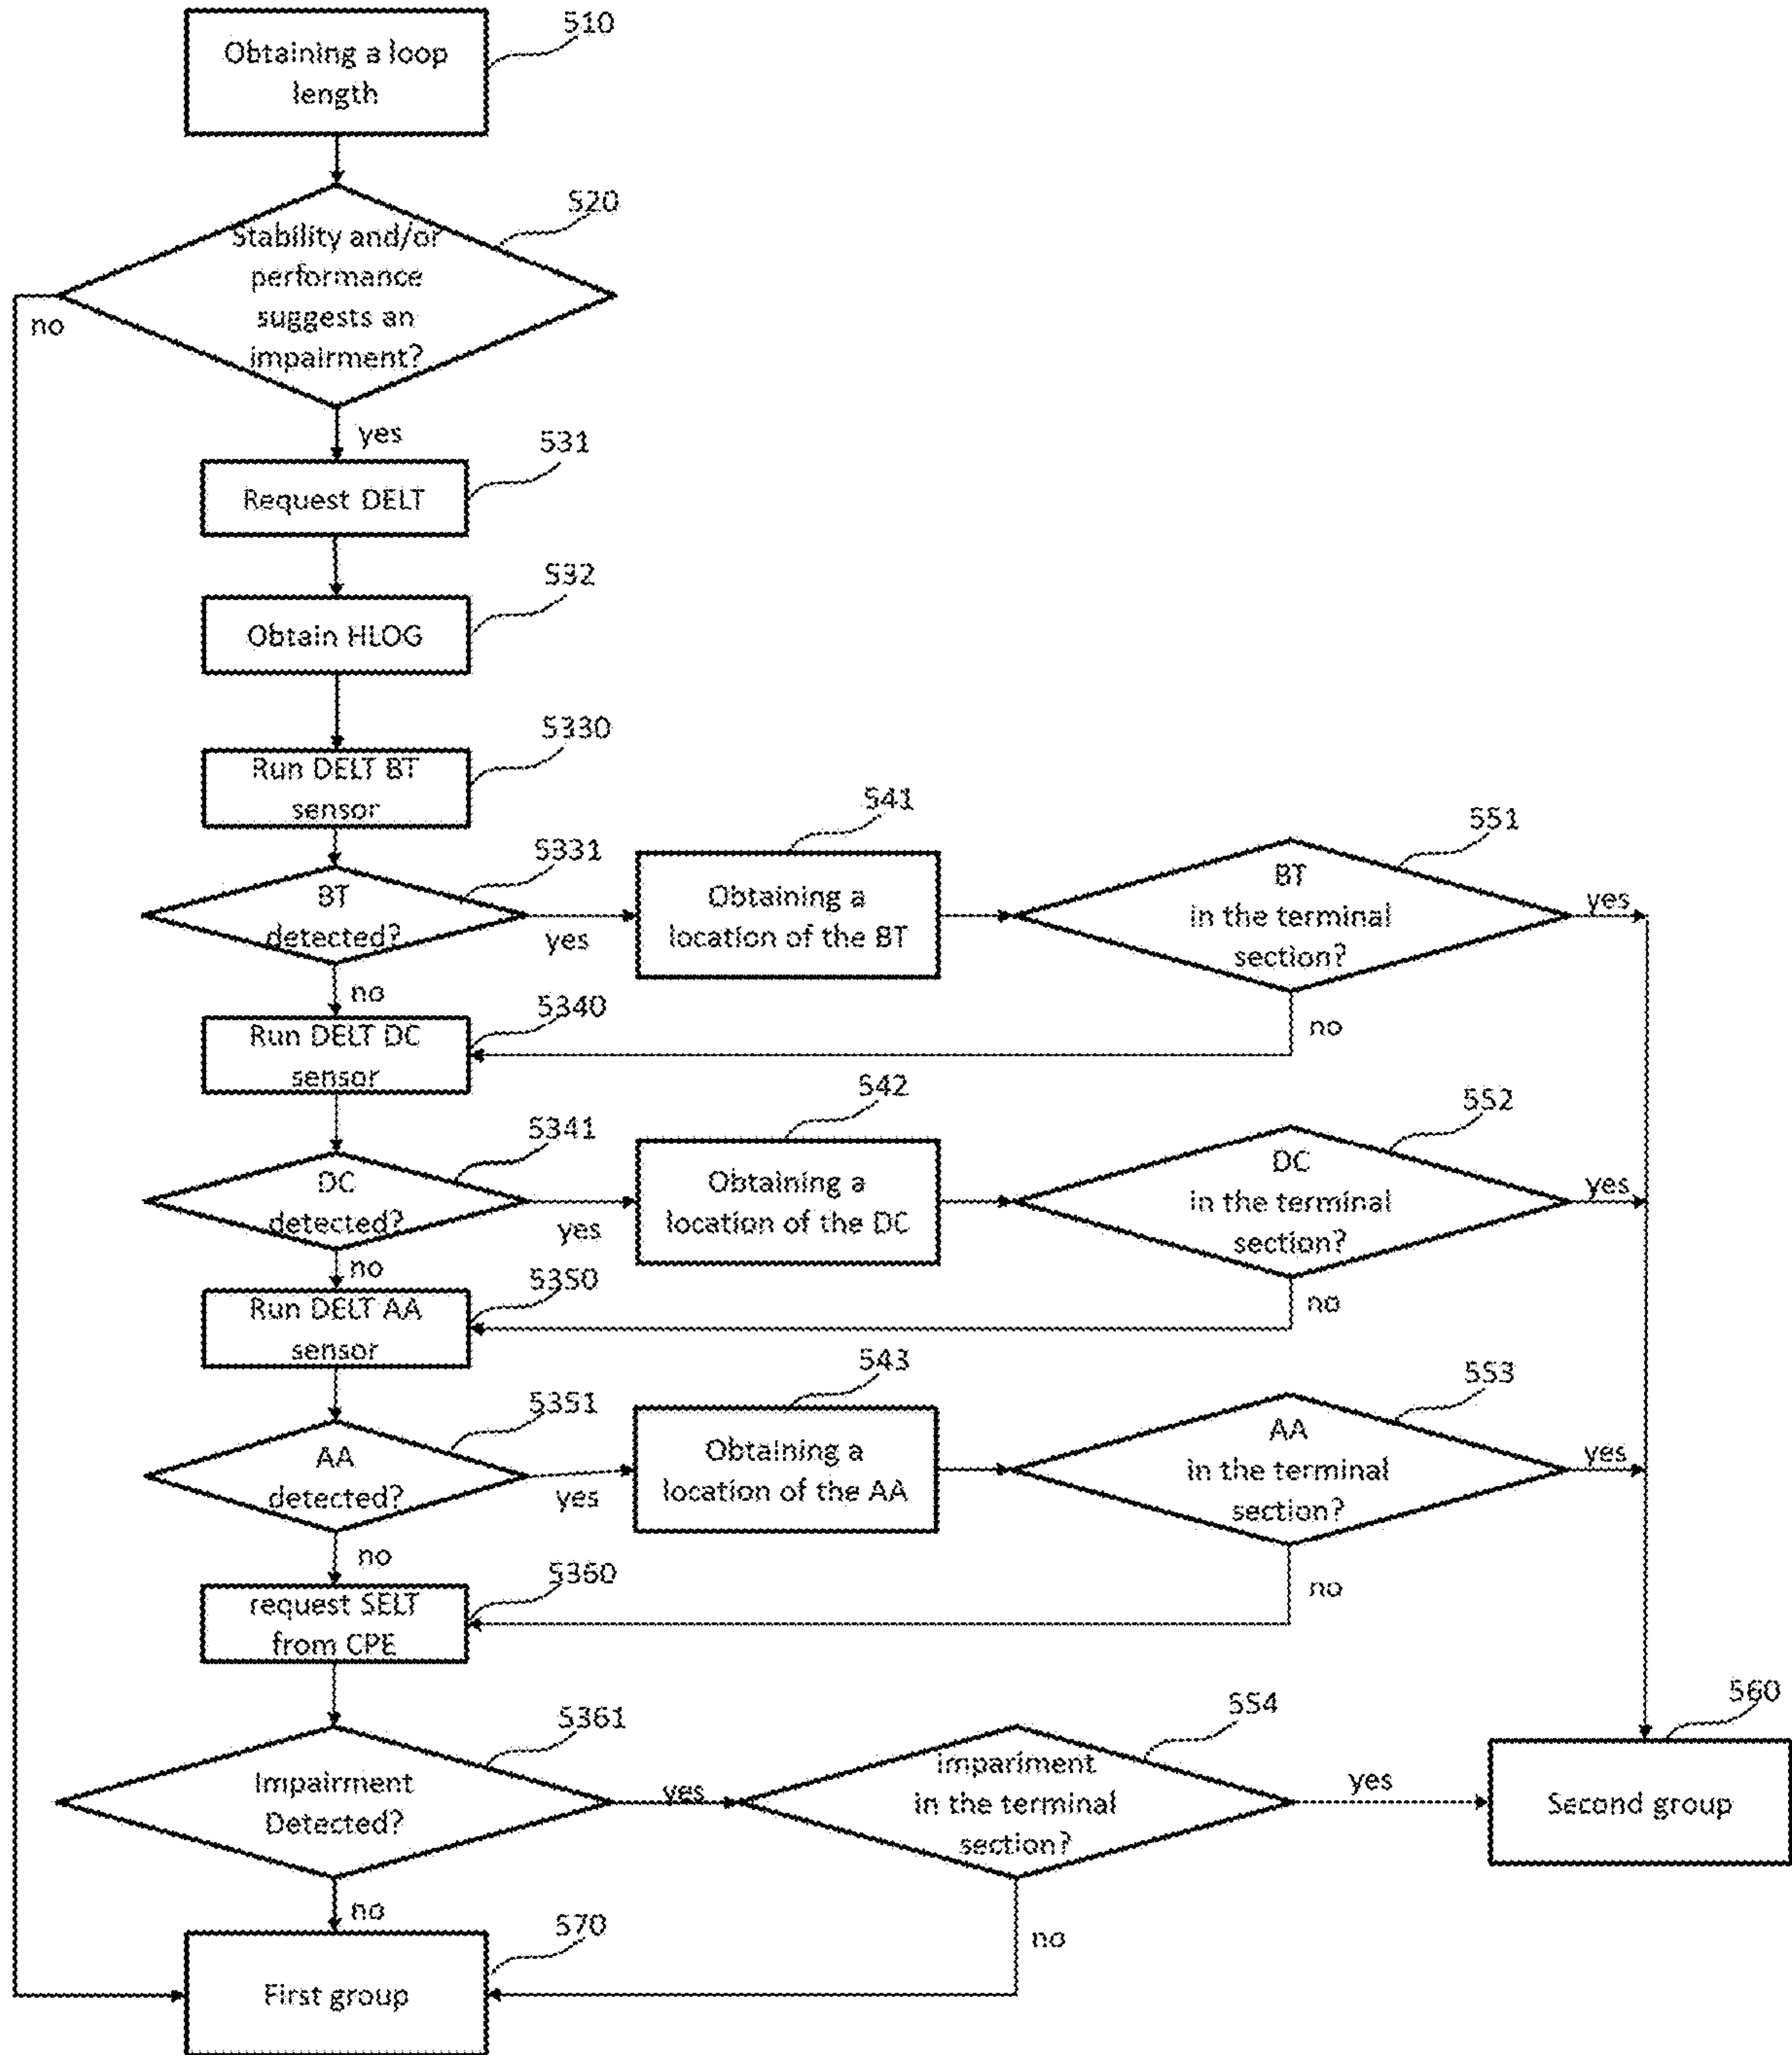 510
Obtaining a loop
length
520
Stability and/or
performance
suggests an
impairment?
no
yes
531
Request DELT
532
Obtain HLOG
5330
Run DELT BT
sensor
5331
BT
detected?
yes
no
541
Obtaining a
location of the BT
551
BT
in the terminal
section?
yes
no
5340
Run DELT DC
sensor
5341
DC
detected?
yes
no
542
Obtaining a
location of the DC
552
DC
in the terminal
section?
yes
no
5350
Run DELT AA
sensor
5351
AA
detected?
yes
no
543
Obtaining a
location of the AA
553
AA
in the terminal
section?
yes
no
5360
request SELT
from CPE
5361
Impairment
Detected?
yes
no
554
impariment
in the terminal
section?
yes
no
560
Second group
570
First group